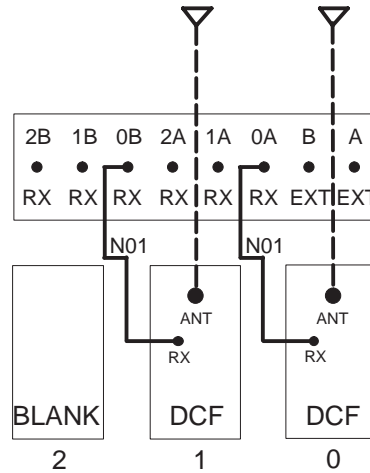 2B 1B 0B 2A 1A 0A B A
RX RX RX RX RX RX EXT EXT
N01 N01
ANT ANT
RX RX
BLANK DCF DCF
2 1 0